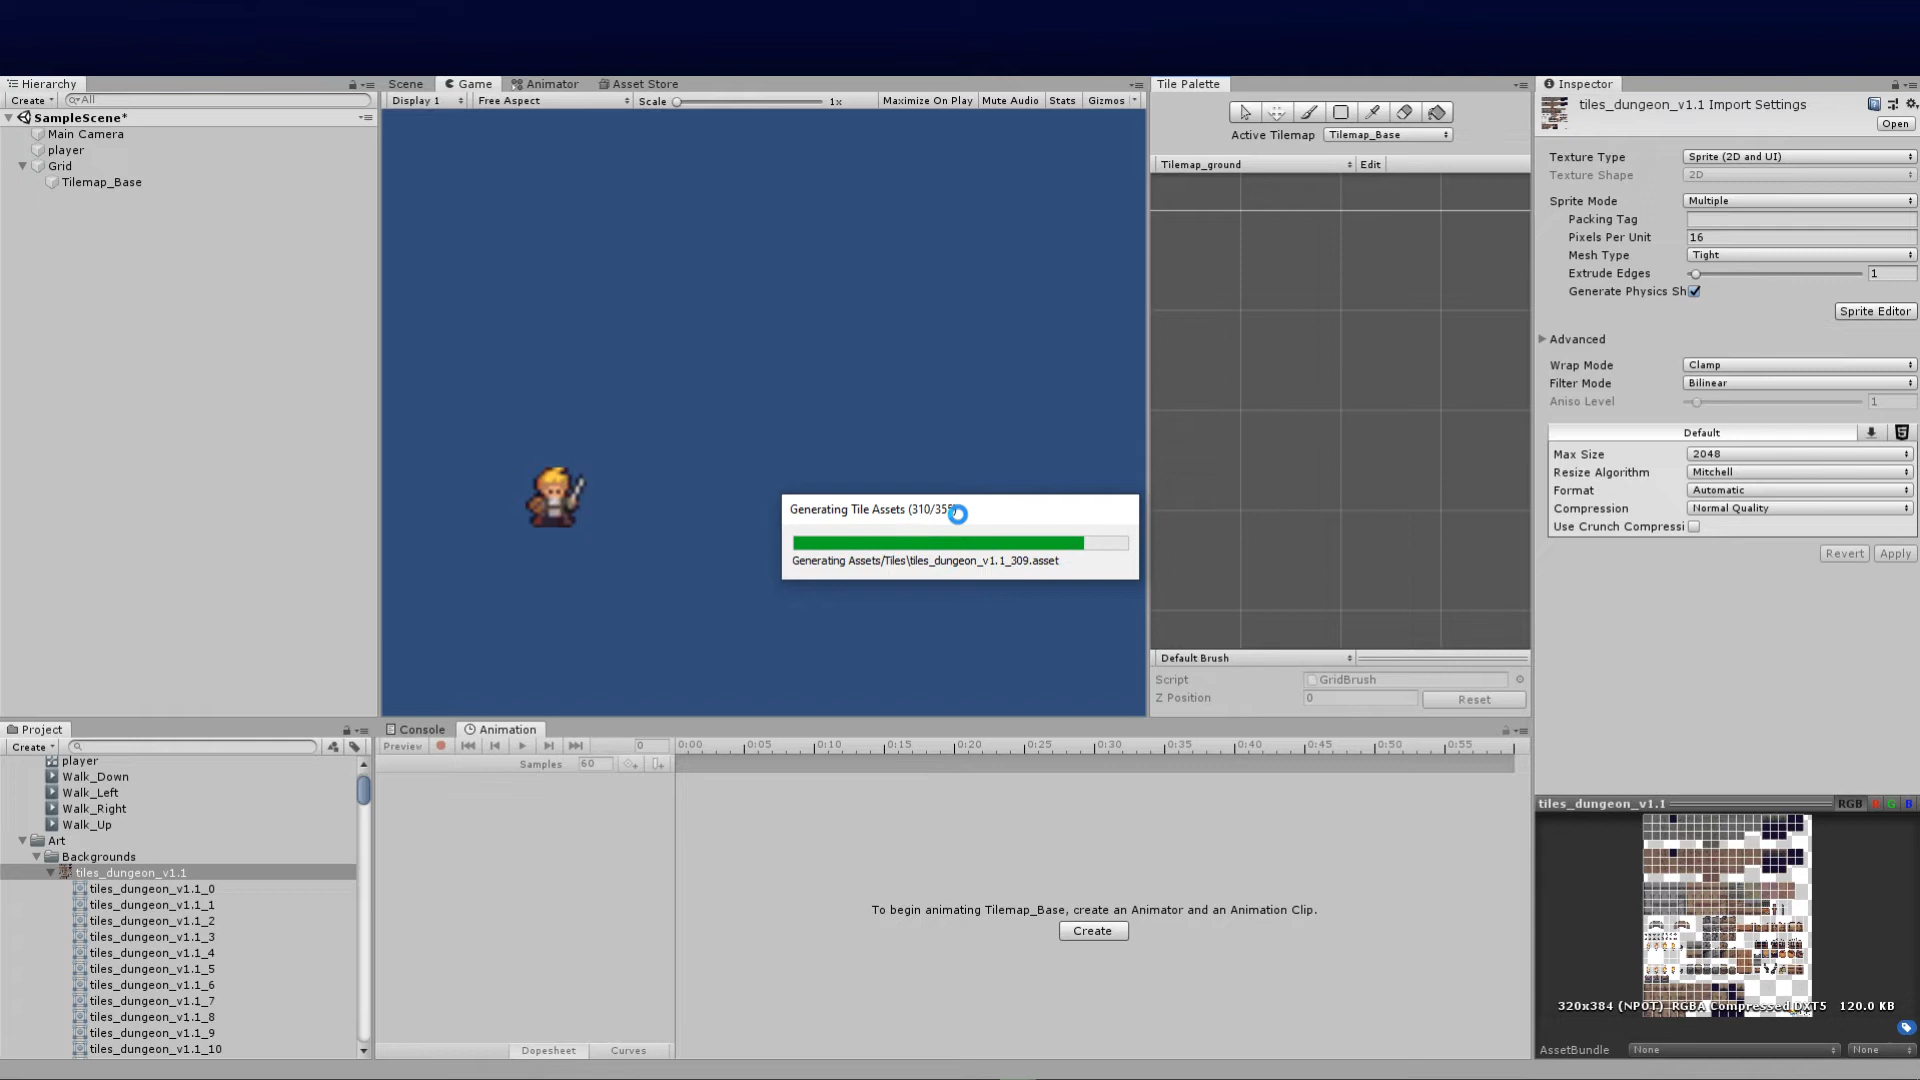 Hierarchy
Create
All
SampleScene*
Main Camera
player
Grid
Tilemap_Base
Scene
Game
Animator
Asset Store
Display 1
Free Aspect
Scale
1x
Maximize On Play
Mute Audio
Stats
Gizmos
Generating Tile Assets (310/355)
Generating Assets/Tiles\tiles_dungeon_v1.1_309.asset
Tile Palette
Active Tilemap
Tilemap_Base
Tilemap_ground
Edit
Default Brush
Script
GridBrush
Z Position
0
Reset
Inspector
tiles_dungeon_v1.1 Import Settings
Open
Texture Type
Sprite (2D and UI)
Texture Shape
2D
Sprite Mode
Multiple
Packing Tag
Pixels Per Unit
16
Mesh Type
Tight
Extrude Edges
1
Generate Physics Sh
Sprite Editor
Advanced
Wrap Mode
Clamp
Filter Mode
Bilinear
Aniso Level
1
Default
Max Size
2048
Resize Algorithm
Mitchell
Format
Automatic
Compression
Normal Quality
Use Crunch Compressi
Revert
Apply
Project
Create
player
Walk_Down
Walk_Left
Walk_Right
Walk_Up
Art
Backgrounds
tiles_dungeon_v1.1
tiles_dungeon_v1.1_0
tiles_dungeon_v1.1_1
tiles_dungeon_v1.1_2
tiles_dungeon_v1.1_3
tiles_dungeon_v1.1_4
tiles_dungeon_v1.1_5
tiles_dungeon_v1.1_6
tiles_dungeon_v1.1_7
tiles_dungeon_v1.1_8
tiles_dungeon_v1.1_9
tiles_dungeon_v1.1_10
Console
Animation
Preview
0
0:00
0:05
0:10
0:15
0:20
0:25
0:30
0:35
0:40
0:45
0:50
0:55
Samples
60
To begin animating Tilemap_Base, create an Animator and an Animation Clip.
Create
Dopesheet
Curves
tiles_dungeon_v1.1
RGB
R
G
B
320x384 (NPOT) RGBA Compressed DXT5 120.0 KB
AssetBundle
None
None